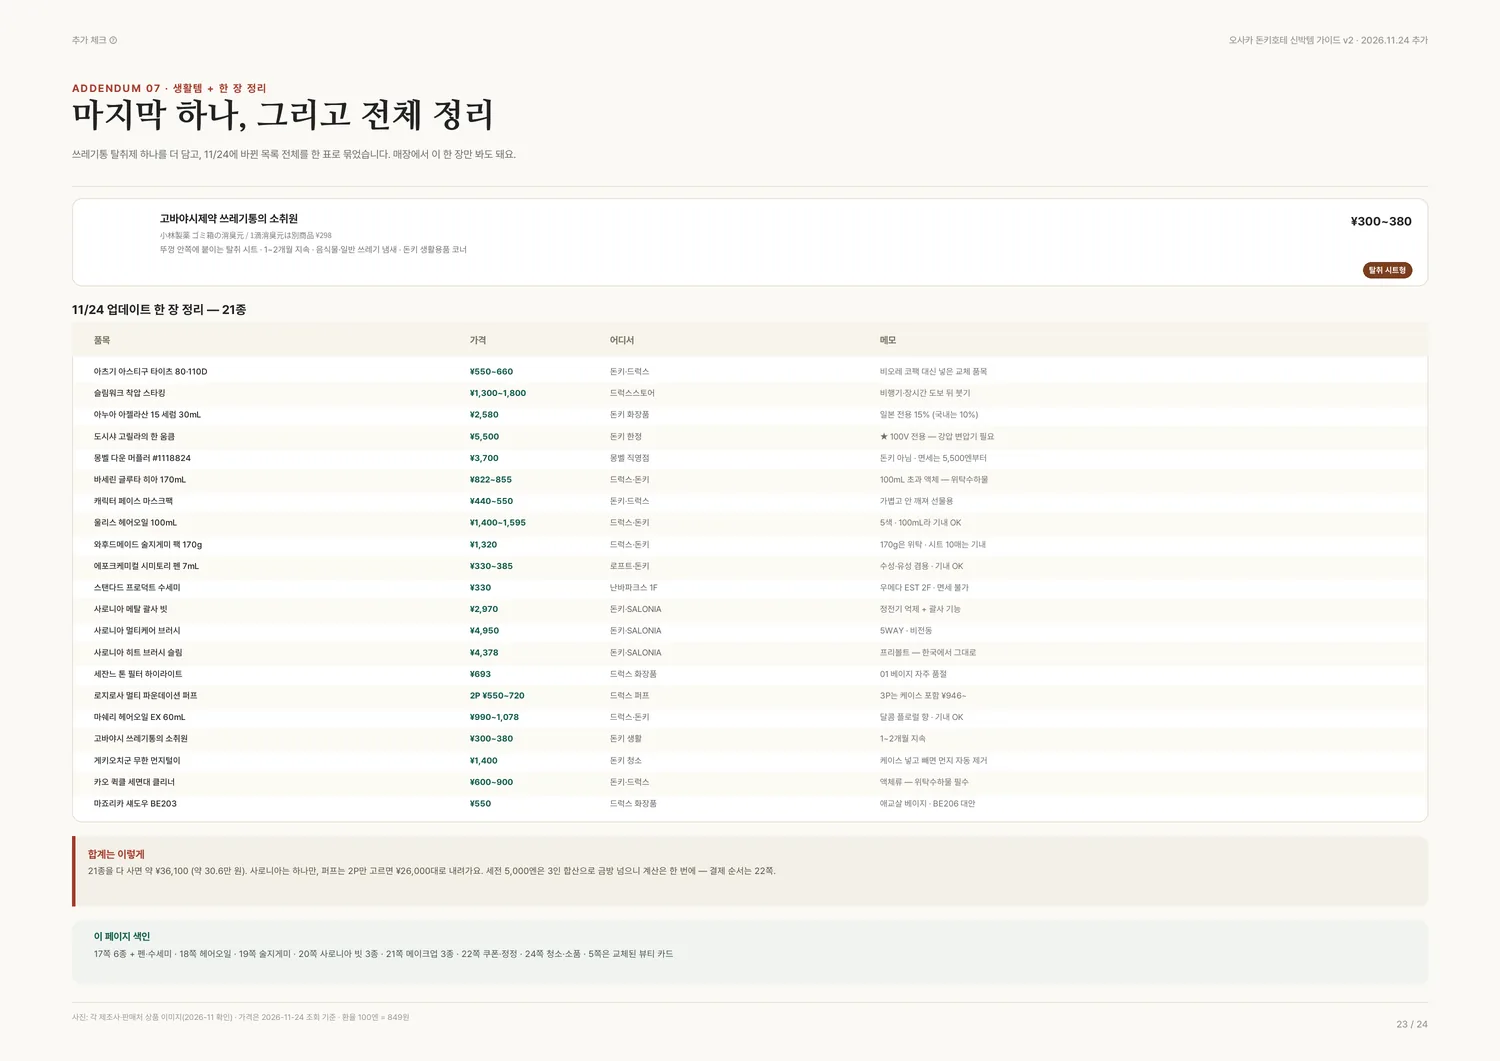 추가 체크 ⑦
오사카 돈키호테 신박템 가이드 v2 · 2026.11.24 추가
ADDENDUM 07 · 생활템 + 한 장 정리
마지막 하나, 그리고 전체 정리
쓰레기통 탈취제 하나를 더 담고, 11/24에 바뀐 목록 전체를 한 표로 묶었습니다. 매장에서 이 한 장만 봐도 돼요.
고바야시제약 쓰레기통의 소취원
¥300~380
小林製薬 ゴミ箱の消臭元 / 1滴消臭元は別商品 ¥298
뚜껑 안쪽에 붙이는 탈취 시트 · 1~2개월 지속 · 음식물·일반 쓰레기 냄새 · 돈키 생활용품 코너
탈취 시트형
11/24 업데이트 한 장 정리 — 21종
품목 가격 어디서 메모
아츠기 아스티구 타이츠 80·110D ¥550~660 돈키·드럭스 비오레 코팩 대신 넣은 교체 품목
슬림워크 착압 스타킹 ¥1,300~1,800 드럭스스토어 비행기·장시간 도보 뒤 붓기
아누아 아젤라산 15 세럼 30mL ¥2,580 돈키 화장품 일본 전용 15% (국내는 10%)
도시샤 고릴라의 한 움큼 ¥5,500 돈키 한정 ★ 100V 전용 — 강압 변압기 필요
몽벨 다운 머플러 #1118824 ¥3,700 몽벨 직영점 돈키 아님 · 면세는 5,500엔부터
바세린 글루타 히아 170mL ¥822~855 드럭스·돈키 100mL 초과 액체 — 위탁수하물
캐릭터 페이스 마스크팩 ¥440~550 돈키·드럭스 가볍고 안 깨져 선물용
올리스 헤어오일 100mL ¥1,400~1,595 드럭스·돈키 5색 · 100mL라 기내 OK
와후드메이드 술지게미 팩 170g ¥1,320 드럭스·돈키 170g은 위탁 · 시트 10매는 기내
에포크케미컬 시미토리 펜 7mL ¥330~385 로프트·돈키 수성·유성 겸용 · 기내 OK
스탠다드 프로덕트 수세미 ¥330 난바파크스 1F 우메다 EST 2F · 면세 불가
사로니아 메탈 괄사 빗 ¥2,970 돈키·SALONIA 정전기 억제 + 괄사 기능
사로니아 멀티케어 브러시 ¥4,950 돈키·SALONIA 5WAY · 비전동
사로니아 히트 브러시 슬림 ¥4,378 돈키·SALONIA 프리볼트 — 한국에서 그대로
세잔느 톤 필터 하이라이트 ¥693 드럭스 화장품 01 베이지 자주 품절
로지로사 멀티 파운데이션 퍼프 2P ¥550~720 드럭스 퍼프 3P는 케이스 포함 ¥946~
마쉐리 헤어오일 EX 60mL ¥990~1,078 드럭스·돈키 달콤 플로럴 향 · 기내 OK
고바야시 쓰레기통의 소취원 ¥300~380 돈키 생활 1~2개월 지속
게키오치군 무한 먼지털이 ¥1,400 돈키 청소 케이스 넣고 빼면 먼지 자동 제거
카오 퀵클 세면대 클리너 ¥600~900 돈키·드럭스 액체류 — 위탁수하물 필수
마죠리카 섀도우 BE203 ¥550 드럭스 화장품 애교살 베이지 · BE206 대안
합계는 이렇게
21종을 다 사면 약 ¥36,100 (약 30.6만 원). 사로니아는 하나만, 퍼프는 2P만 고르면 ¥26,000대로 내려가요. 세전 5,000엔은 3인 합산으로 금방 넘으니 계산은 한 번에 — 결제 순서는 22쪽.
이 페이지 색인
17쪽 6종 + 펜·수세미 · 18쪽 헤어오일 · 19쪽 술지게미 · 20쪽 사로니아 빗 3종 · 21쪽 메이크업 3종 · 22쪽 쿠폰·정정 · 24쪽 청소·소품 · 5쪽은 교체된 뷰티 카드
사진: 각 제조사·판매처 상품 이미지(2026-11 확인) · 가격은 2026-11-24 조회 기준 · 환율 100엔 = 849원
23 / 24